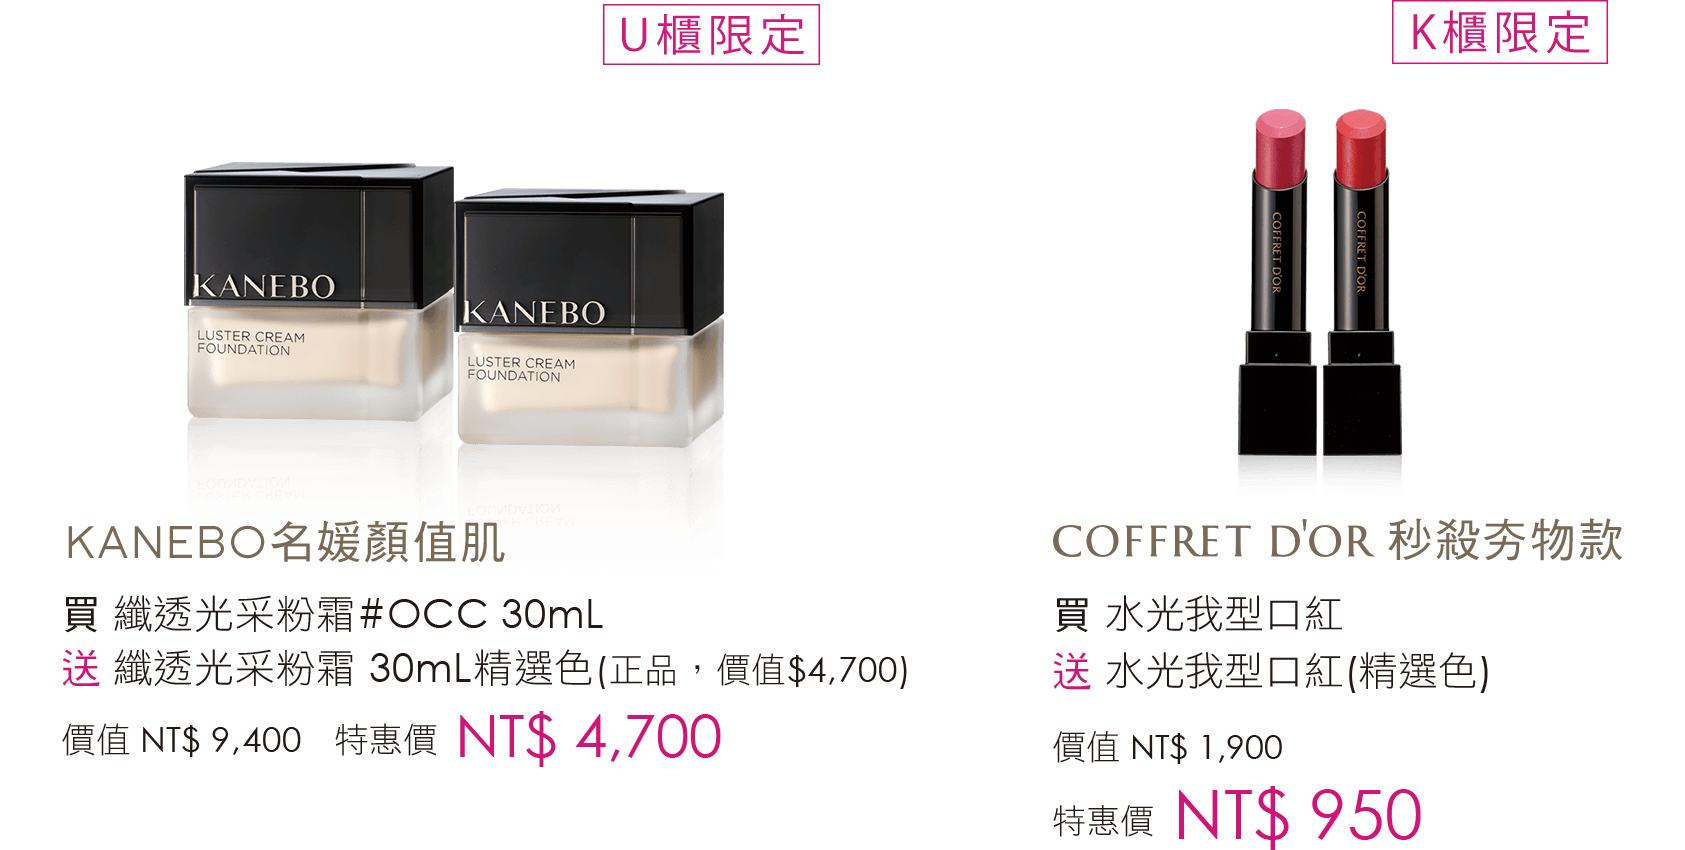 U櫃限定
KANEBO
LUSTER CREAM
FOUNDATION
KANEBO
LUSTER CREAM
FOUNDATION
KANEBO名媛顏值肌
買 纖透光采粉霜#OCC 30mL
送 纖透光采粉霜 30mL精選色(正品，價值$4,700)
價值 NT$ 9,400 特惠價 NT$ 4,700
K櫃限定
COFFRET D'OR
COFFRET D'OR
COFFRET D'OR 秒殺夯物款
買 水光我型口紅
送 水光我型口紅(精選色)
價值 NT$ 1,900
特惠價 NT$ 950